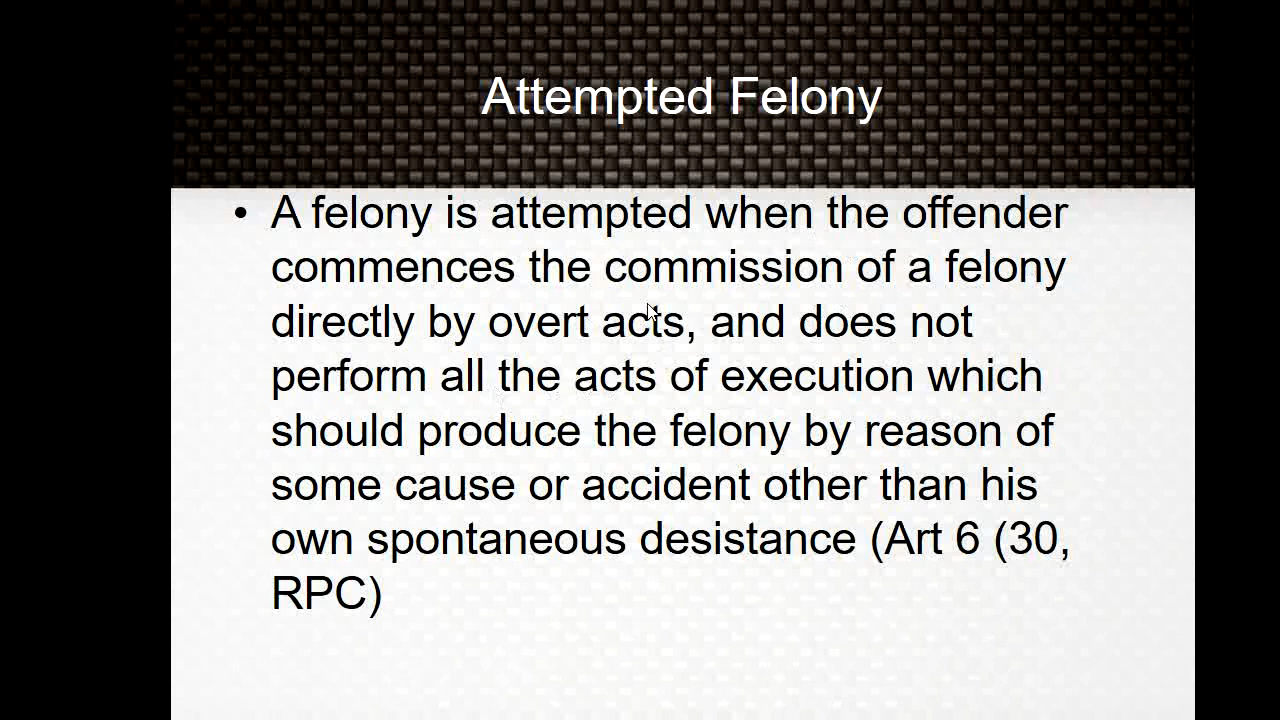 Attempted Felony
• A felony is attempted when the offender
commences the commission of a felony
directly by overt acts, and does not
perform all the acts of execution which
should produce the felony by reason of
some cause or accident other than his
own spontaneous desistance (Art 6 (30,
RPC)